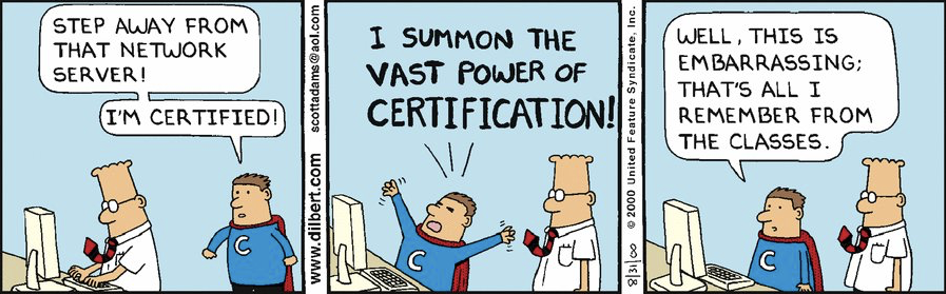 STEP AWAY FROM
THAT NETWORK
SERVER!
I'M CERTIFIED!
C
www.dilbert.com scottadams@aol.com
I SUMMON THE
VAST POWER OF
CERTIFICATION!
C
8/31/00 © 2000 United Feature Syndicate, Inc.
WELL, THIS IS
EMBARRASSING;
THAT'S ALL I
REMEMBER FROM
THE CLASSES.
C